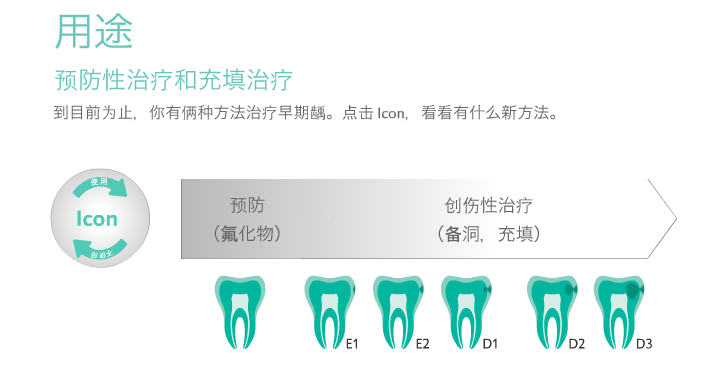 用途
预防性治疗和充填治疗
到目前为止，你有俩种方法治疗早期龋。点击 Icon，看看有什么新方法。
使用
Icon
不使用
预防
（氟化物）
创伤性治疗
（备洞，充填）
E1
E2
D1
D2
D3